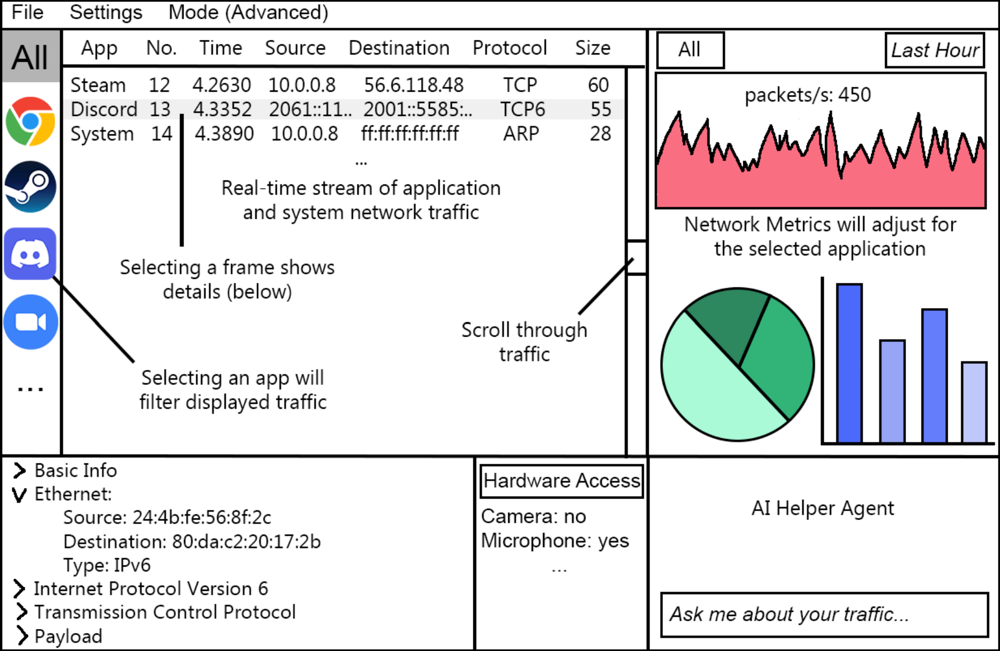 File Settings Mode (Advanced)
All
App No. Time Source Destination Protocol Size
Steam 12 4.2630 10.0.0.8 56.6.118.48 TCP 60
Discord 13 4.3352 2061::11.. 2001::5585:.. TCP6 55
System 14 4.3890 10.0.0.8 ff:ff:ff:ff:ff:ff ARP 28
...
Real-time stream of application
and system network traffic
Selecting a frame shows
details (below)
Scroll through
traffic
Selecting an app will
filter displayed traffic
...
All
Last Hour
packets/s: 450
Network Metrics will adjust for
the selected application
Basic Info
Ethernet:
Source: 24:4b:fe:56:8f:2c
Destination: 80:da:c2:20:17:2b
Type: IPv6
Internet Protocol Version 6
Transmission Control Protocol
Payload
Hardware Access
Camera: no
Microphone: yes
...
AI Helper Agent
Ask me about your traffic...